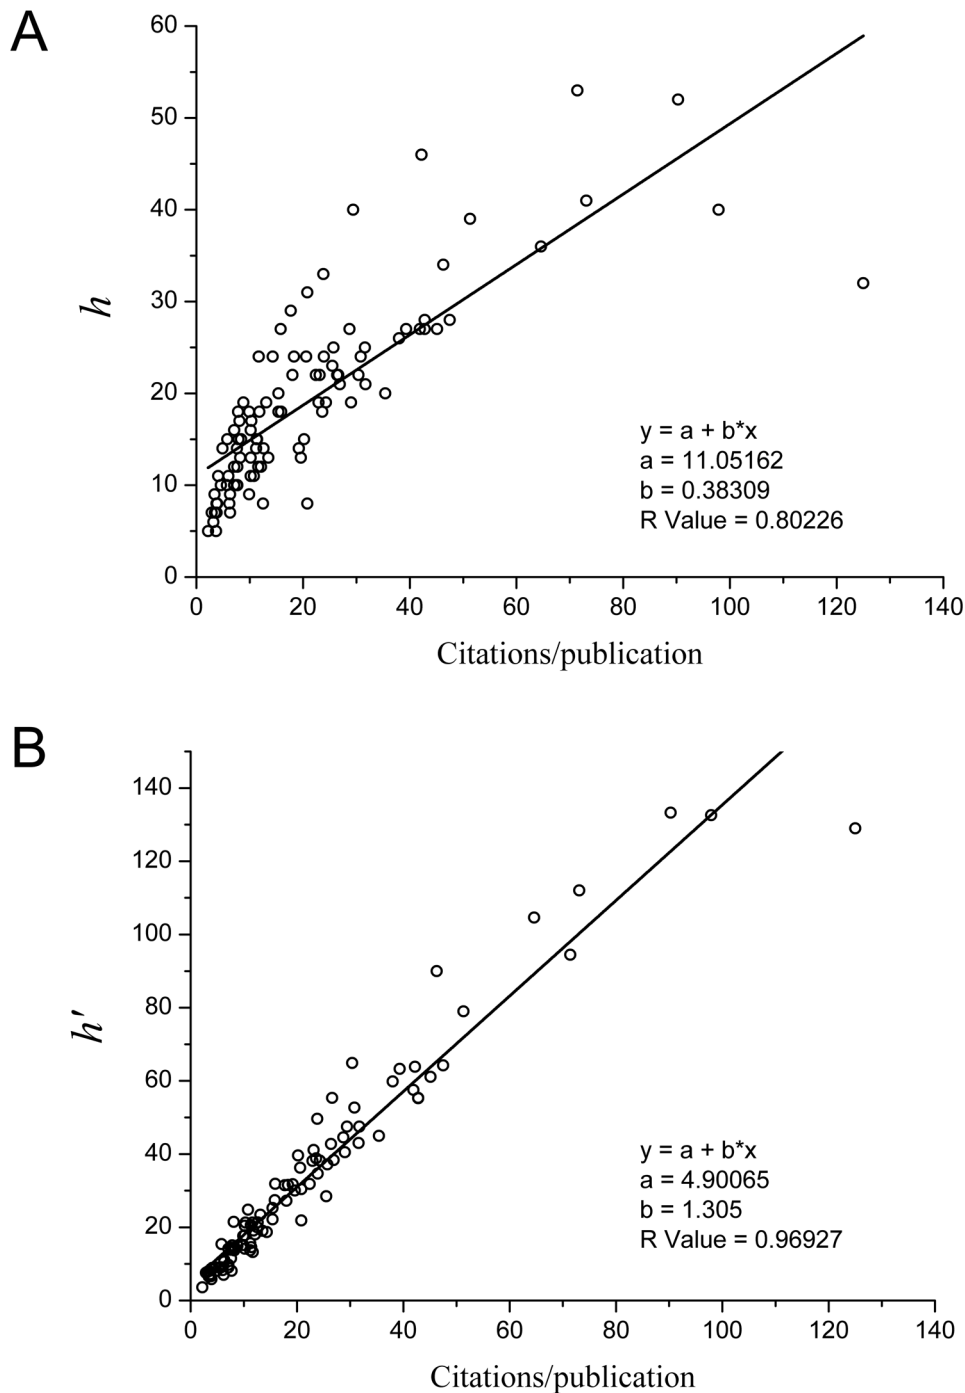 A
60
50
40
30
20
10
0
h
y = a + b*x
a = 11.05162
b = 0.38309
R Value = 0.80226
0 20 40 60 80 100 120 140
Citations/publication
B
140
120
100
80
60
40
20
0
h'
y = a + b*x
a = 4.90065
b = 1.305
R Value = 0.96927
0 20 40 60 80 100 120 140
Citations/publication